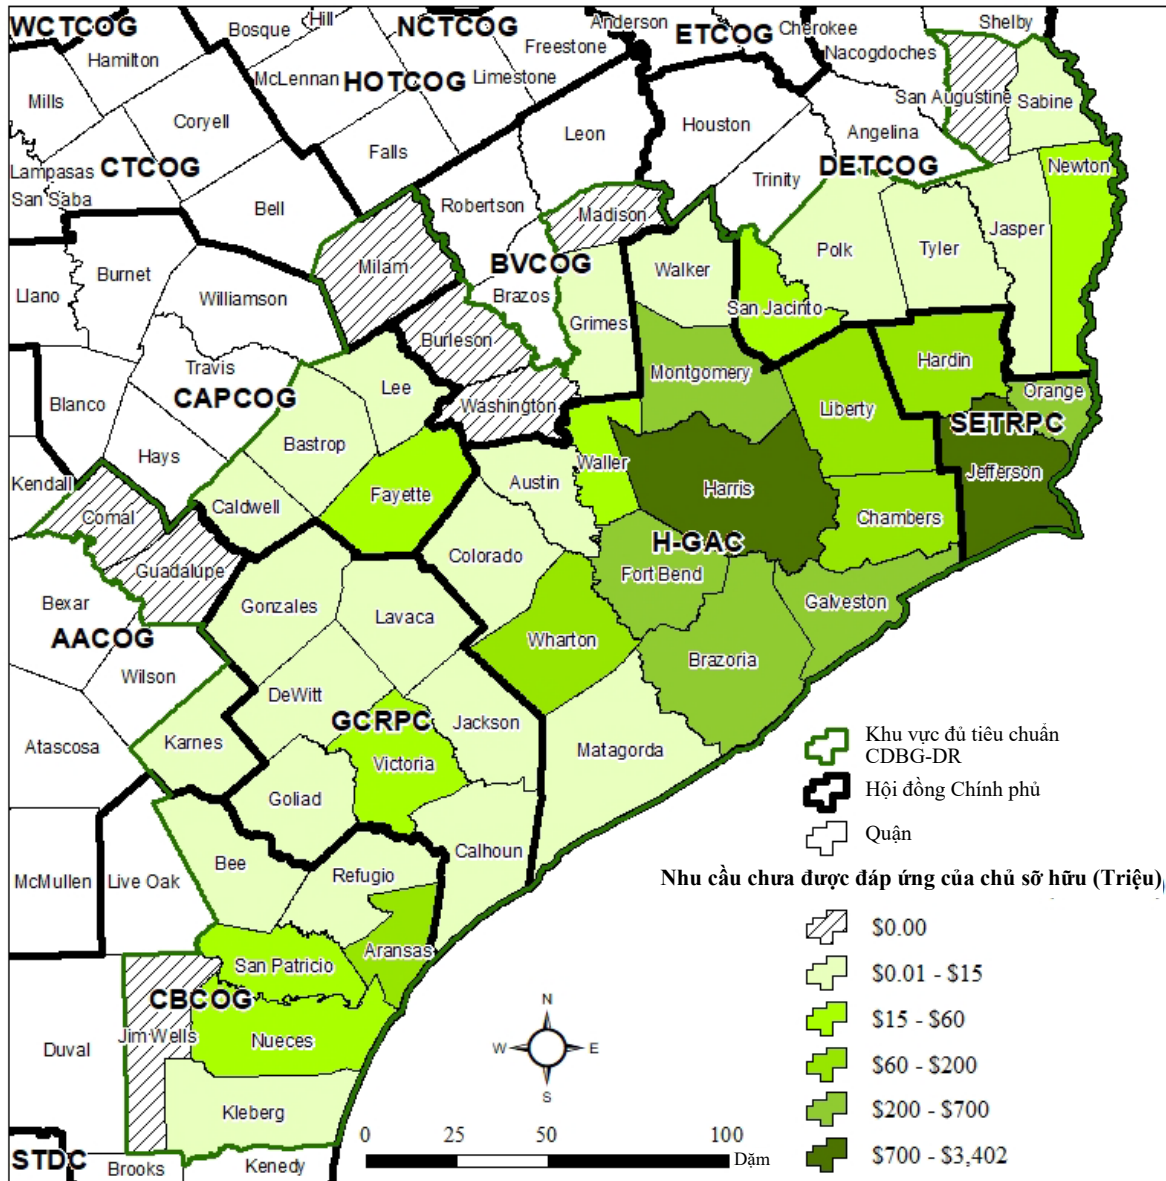 WCTCOG
Bosque
Hill
NCTCOG
Anderson
ETCOG
Cherokee
Shelby
Hamilton
McLennan
HOTCOG
Limestone
Freestone
Nacogdoches
Mills
Coryell
Falls
Leon
Houston
San Augustine
Sabine
Angelina
Lampasas
CTCOG
San Saba
Bell
Robertson
Madison
Trinity
DETCOG
Newton
Burnet
Milam
BVCOG
Walker
Polk
Tyler
Jasper
Llano
Williamson
Brazos
Grimes
San Jacinto
Burleson
Hardin
Travis
Lee
Montgomery
Blanco
CAPCOG
Washington
Liberty
Orange
SETRPC
Bastrop
Hays
Waller
Jefferson
Kendall
Austin
Harris
Fayette
Comal
Caldwell
Chambers
H-GAC
Colorado
Guadalupe
Fort Bend
Bexar
Gonzales
Lavaca
Galveston
AACOG
Wharton
Brazoria
Wilson
DeWitt
GCRPC
Jackson
Atascosa
Karnes
Victoria
Matagorda
Goliad
Calhoun
Bee
Refugio
McMullen
Live Oak
Aransas
San Patricio
CBCOG
Jim Wells
Nueces
Duval
Kleberg
STDC
Brooks
Kenedy
N
W
E
S
0
25
50
100
Dặm
Khu vực đủ tiêu chuẩn
CDBG-DR
Hội đồng Chính phủ
Quận
Nhu cầu chưa được đáp ứng của chủ sỡ hữu (Triệu)
$0.00
$0.01 - $15
$15 - $60
$60 - $200
$200 - $700
$700 - $3,402